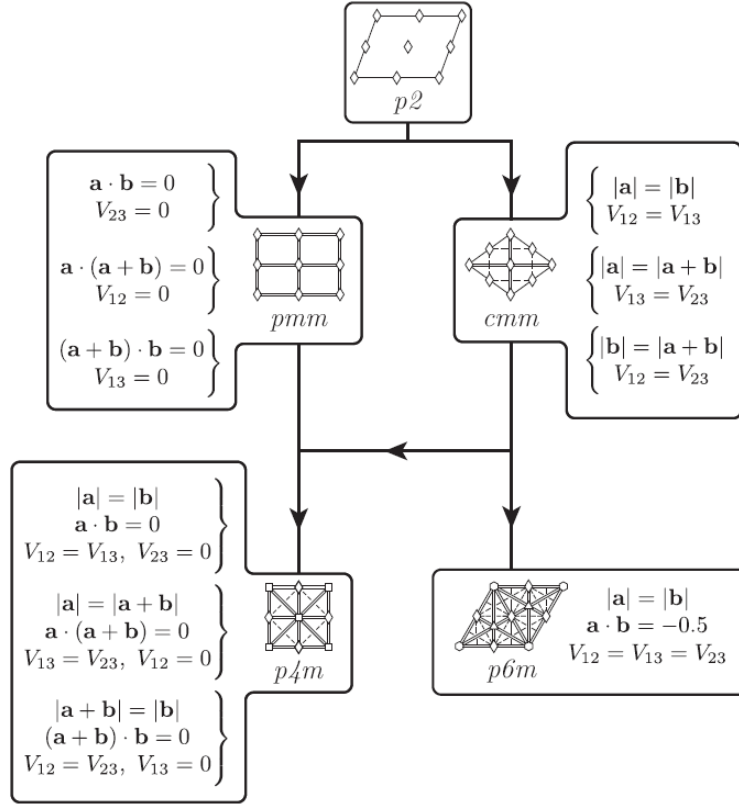 p2
a · b = 0
V₂₃ = 0
a · (a + b) = 0
V₁₂ = 0
(a + b) · b = 0
V₁₃ = 0
pmm
cmm
|a| = |b|
V₁₂ = V₁₃
|a| = |a + b|
V₁₃ = V₂₃
|b| = |a + b|
V₁₂ = V₂₃
|a| = |b|
a · b = 0
V₁₂ = V₁₃, V₂₃ = 0
|a| = |a + b|
a · (a + b) = 0
V₁₃ = V₂₃, V₁₂ = 0
|a + b| = |b|
(a + b) · b = 0
V₁₂ = V₂₃, V₁₃ = 0
p4m
p6m
|a| = |b|
a · b = −0.5
V₁₂ = V₁₃ = V₂₃